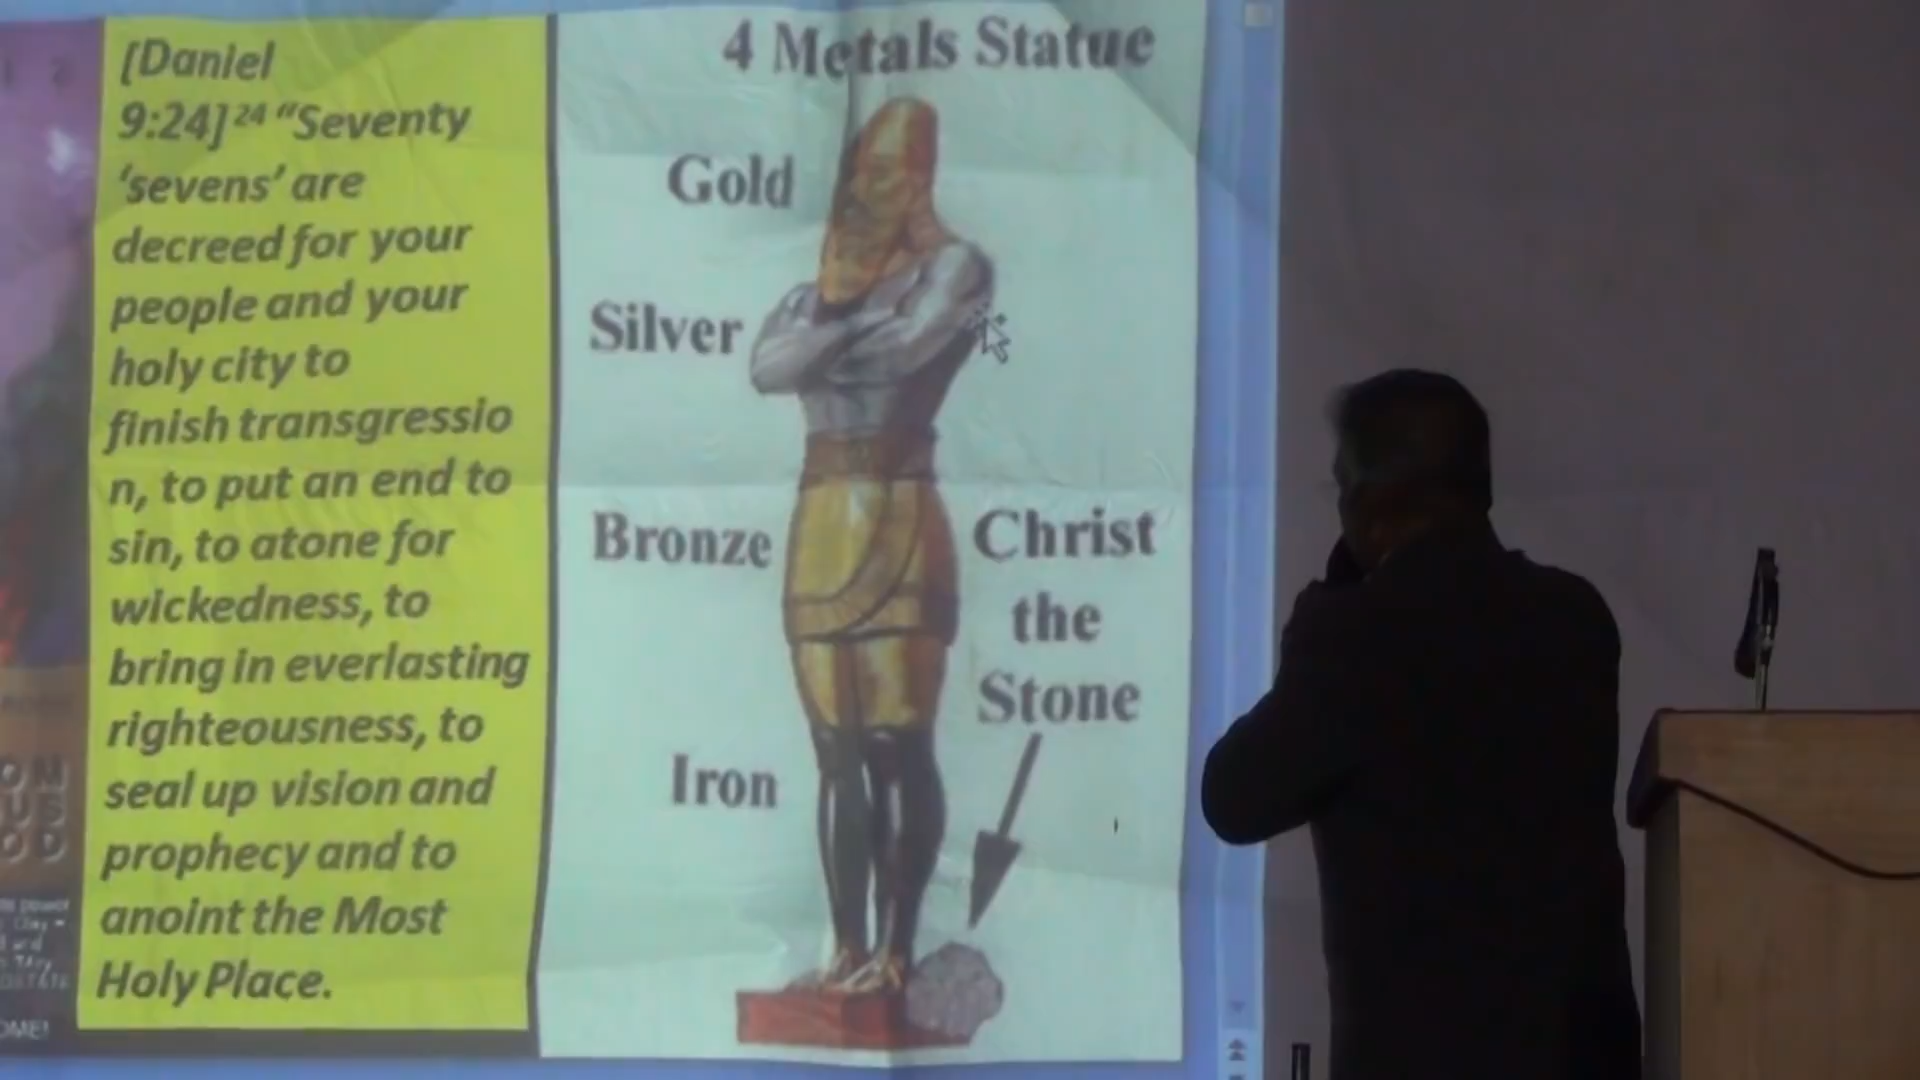 [Daniel
9:24] 24 “Seventy
‘sevens’ are
decreed for your
people and your
holy city to
finish transgressio
n, to put an end to
sin, to atone for
wickedness, to
bring in everlasting
righteousness, to
seal up vision and
prophecy and to
anoint the Most
Holy Place.
4 Metals Statue
Gold
Silver
Bronze
Iron
Christ
the
Stone